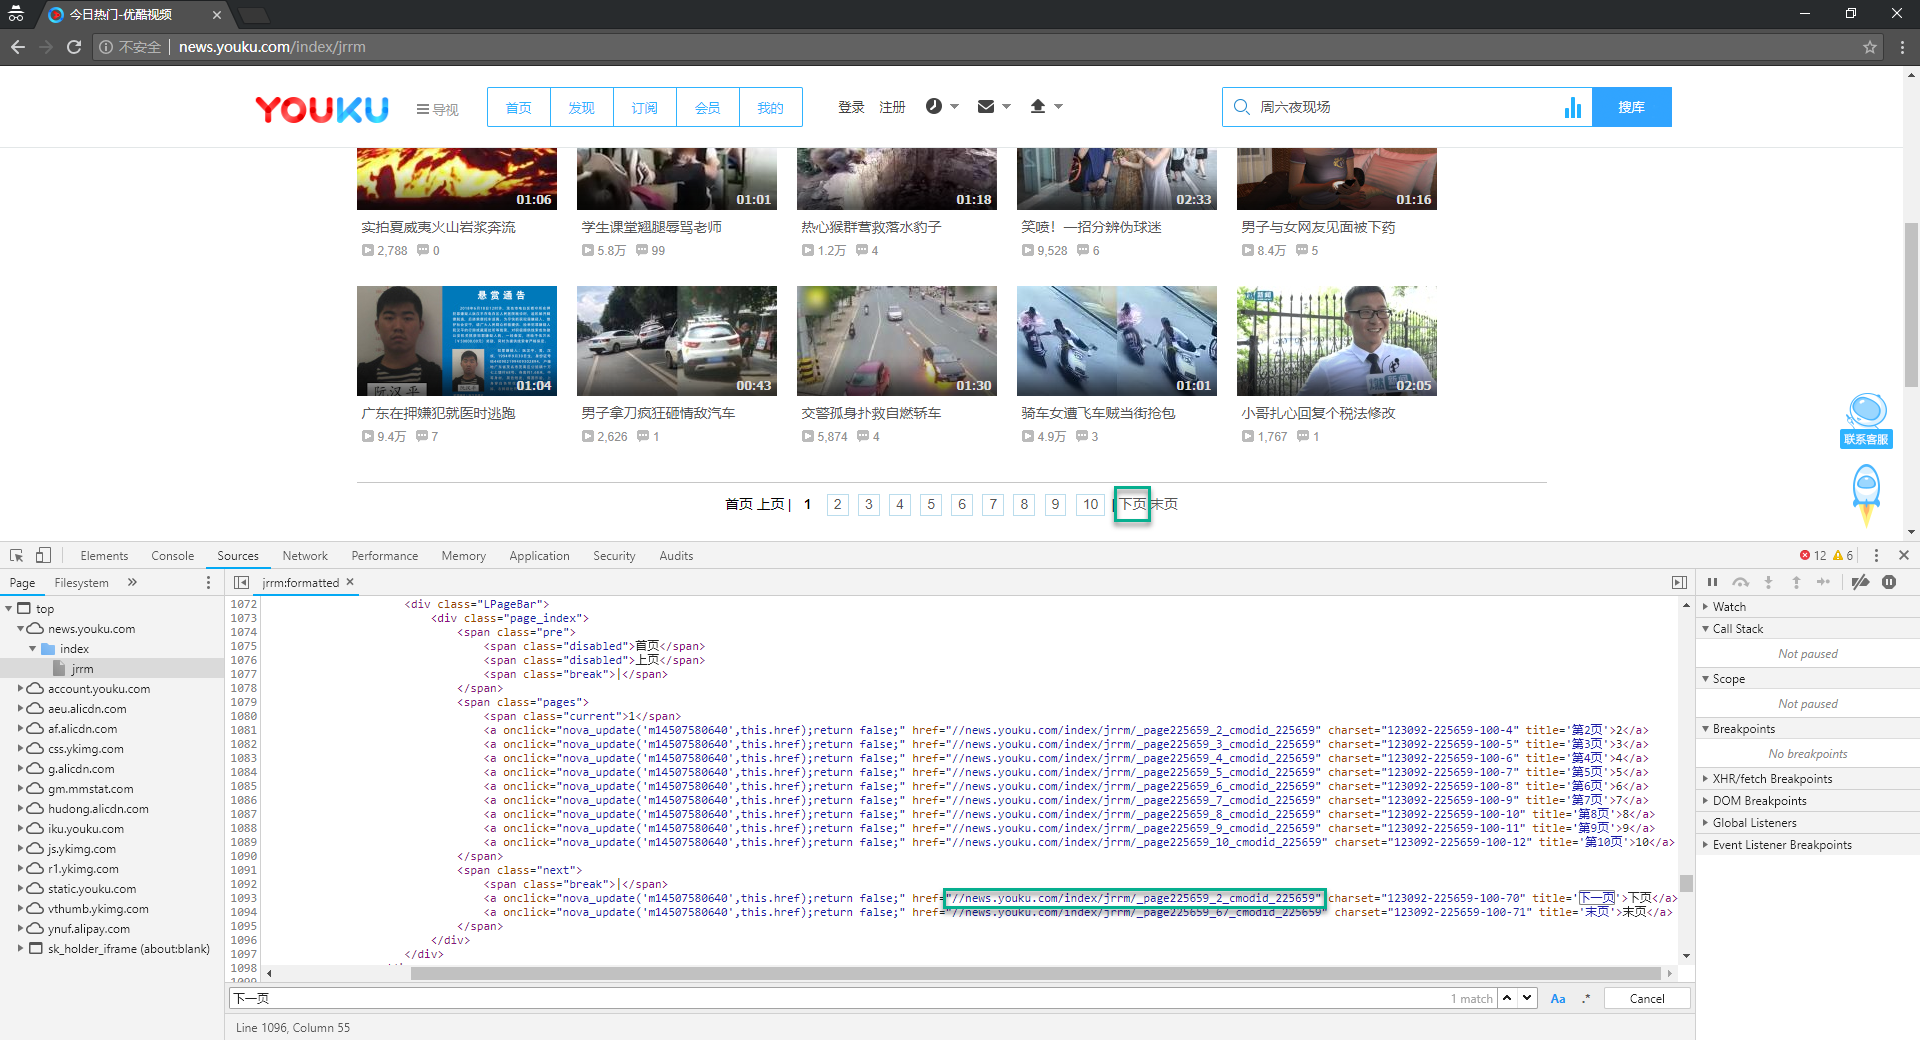 今日热门-优酷视频
不安全 news.youku.com/index/jrrm
YOUKU 导视 首页 发现 订阅 会员 我的 登录 注册 周六夜现场 搜库
01:06 01:01 01:18 02:33 01:16
实拍夏威夷火山岩浆奔流 学生课堂翘腿辱骂老师 热心猴群营救落水豹子 笑喷！一招分辨伪球迷 男子与女网友见面被下药
2,788 0 5.8万 99 1.2万 4 9,528 6 8.4万 5
悬赏通告
阮汉平
01:04 00:43 01:30 01:01 02:05
广东在押嫌犯就医时逃跑 男子拿刀疯狂砸情敌汽车 交警孤身扑救自燃轿车 骑车女遭飞车贼当街抢包 小哥扎心回复个税法修改
9.4万 7 2,626 1 5,874 4 4.9万 3 1,767 1
联系客服
首页 上页 | 1 2 3 4 5 6 7 8 9 10 | 下页 末页
Elements Console Sources Network Performance Memory Application Security Audits 12 6
Page Filesystem » jrrm:formatted ×
top
news.youku.com
index
jrrm
account.youku.com
aeu.alicdn.com
af.alicdn.com
css.ykimg.com
g.alicdn.com
gm.mmstat.com
hudong.alicdn.com
iku.youku.com
js.ykimg.com
r1.ykimg.com
static.youku.com
vthumb.ykimg.com
ynuf.alipay.com
sk_holder_iframe (about:blank)
1072 <div class="LPageBar">
1073 <div class="page_index">
1074 <span class="pre">
1075 <span class="disabled">首页</span>
1076 <span class="disabled">上页</span>
1077 <span class="break">|</span>
1078 </span>
1079 <span class="pages">
1080 <span class="current">1</span>
1081 <a onclick="nova_update('m14507580640',this.href);return false;" href="//news.youku.com/index/jrrm/_page225659_2_cmodid_225659" charset="123092-225659-100-4" title='第2页'>2</a>
1082 <a onclick="nova_update('m14507580640',this.href);return false;" href="//news.youku.com/index/jrrm/_page225659_3_cmodid_225659" charset="123092-225659-100-5" title='第3页'>3</a>
1083 <a onclick="nova_update('m14507580640',this.href);return false;" href="//news.youku.com/index/jrrm/_page225659_4_cmodid_225659" charset="123092-225659-100-6" title='第4页'>4</a>
1084 <a onclick="nova_update('m14507580640',this.href);return false;" href="//news.youku.com/index/jrrm/_page225659_5_cmodid_225659" charset="123092-225659-100-7" title='第5页'>5</a>
1085 <a onclick="nova_update('m14507580640',this.href);return false;" href="//news.youku.com/index/jrrm/_page225659_6_cmodid_225659" charset="123092-225659-100-8" title='第6页'>6</a>
1086 <a onclick="nova_update('m14507580640',this.href);return false;" href="//news.youku.com/index/jrrm/_page225659_7_cmodid_225659" charset="123092-225659-100-9" title='第7页'>7</a>
1087 <a onclick="nova_update('m14507580640',this.href);return false;" href="//news.youku.com/index/jrrm/_page225659_8_cmodid_225659" charset="123092-225659-100-10" title='第8页'>8</a>
1088 <a onclick="nova_update('m14507580640',this.href);return false;" href="//news.youku.com/index/jrrm/_page225659_9_cmodid_225659" charset="123092-225659-100-11" title='第9页'>9</a>
1089 <a onclick="nova_update('m14507580640',this.href);return false;" href="//news.youku.com/index/jrrm/_page225659_10_cmodid_225659" charset="123092-225659-100-12" title='第10页'>10</a>
1090 </span>
1091 <span class="next">
1092 <span class="break">|</span>
1093 <a onclick="nova_update('m14507580640',this.href);return false;" href="//news.youku.com/index/jrrm/_page225659_2_cmodid_225659" charset="123092-225659-100-70" title='下一页'>下页</a>
1094 <a onclick="nova_update('m14507580640',this.href);return false;" href="//news.youku.com/index/jrrm/_page225659_67_cmodid_225659" charset="123092-225659-100-71" title='末页'>末页</a>
1095 </span>
1096 </div>
1097 </div>
1098
下一页 1 match Aa .* Cancel
Line 1096, Column 55
Watch
Call Stack
Not paused
Scope
Not paused
Breakpoints
No breakpoints
XHR/fetch Breakpoints
DOM Breakpoints
Global Listeners
Event Listener Breakpoints